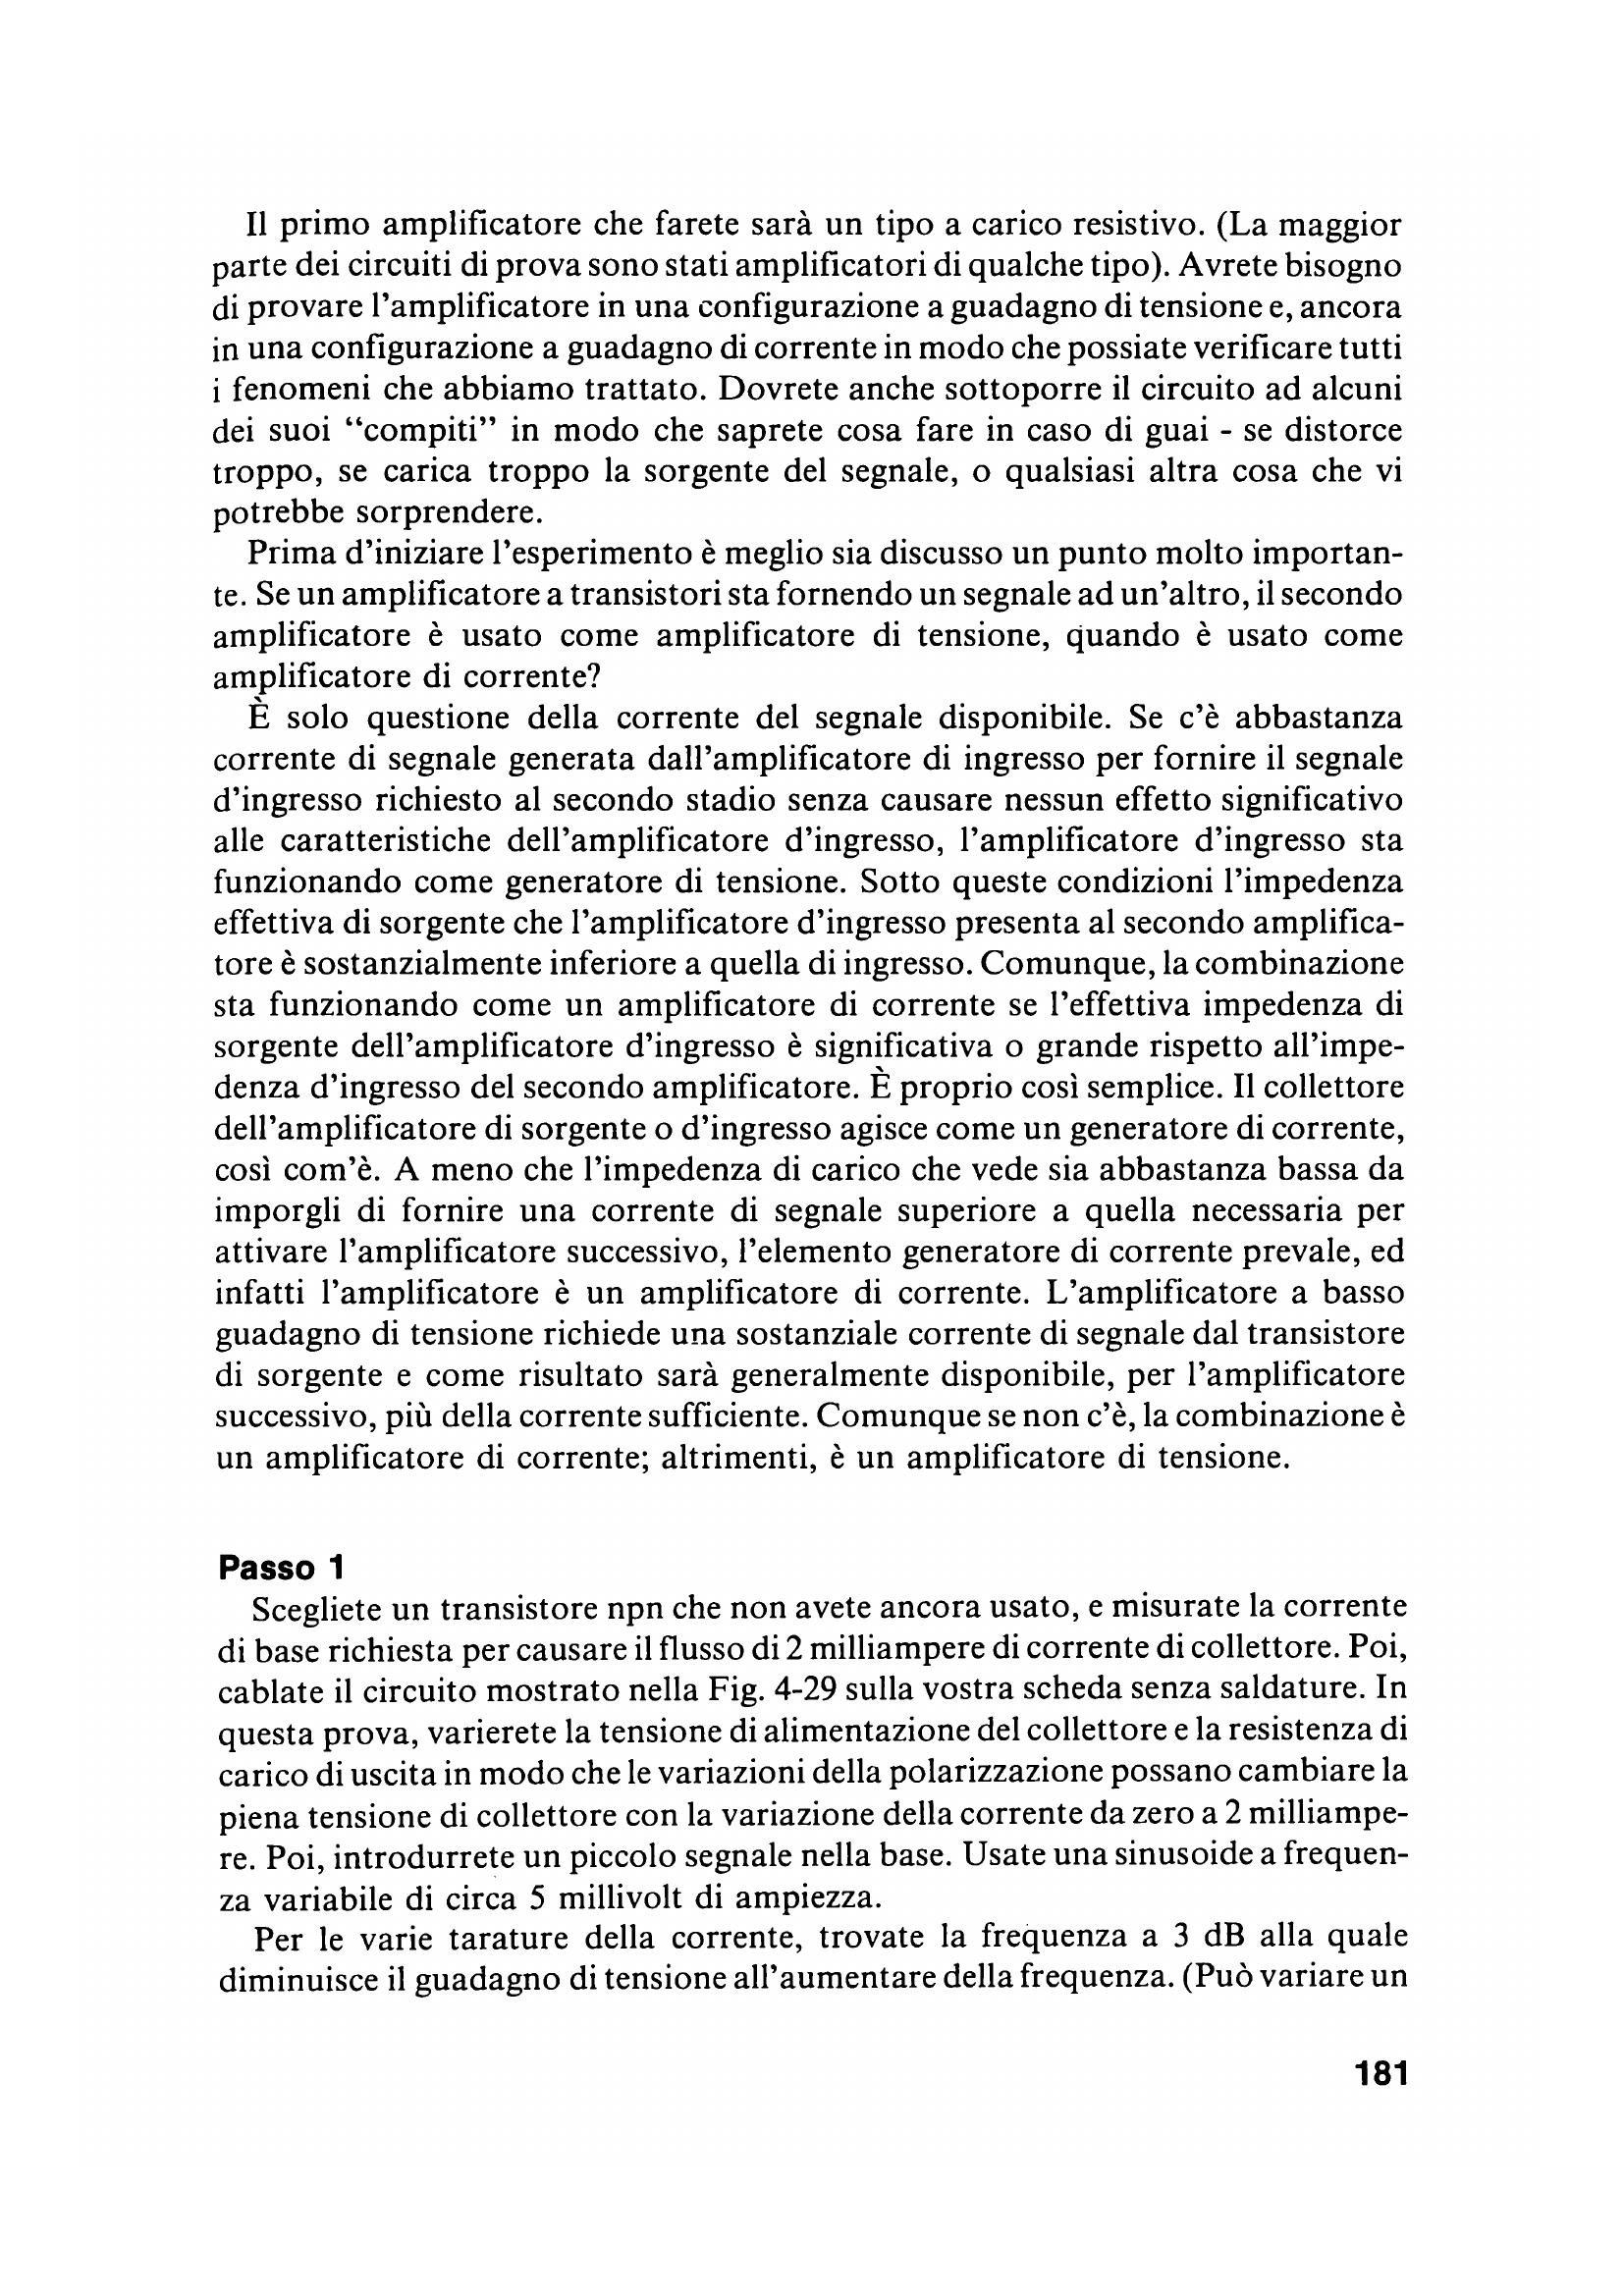 Il primo amplificatore che farete sarà un tipo a carico resistivo. (La maggior
parte dei circuiti di prova sono stati amplificatori di qualche tipo). Avrete bisogno
di provare l'amplificatore in una configurazione a guadagno di tensione e, ancora
in una configurazione a guadagno di corrente in modo che possiate verificare tutti
i fenomeni che abbiamo trattato. Dovrete anche sottoporre il circuito ad alcuni
dei suoi “compiti” in modo che saprete cosa fare in caso di guai - se distorce
troppo, se carica troppo la sorgente del segnale, o qualsiasi altra cosa che vi
potrebbe sorprendere.
Prima d'iniziare l'esperimento è meglio sia discusso un punto molto importan-
te. Se un amplificatore a transistori sta fornendo un segnale ad un'altro, il secondo
amplificatore è usato come amplificatore di tensione, quando è usato come
amplificatore di corrente?
È solo questione della corrente del segnale disponibile. Se c'è abbastanza
corrente di segnale generata dall'amplificatore di ingresso per fornire il segnale
d'ingresso richiesto al secondo stadio senza causare nessun effetto significativo
alle caratteristiche dell'amplificatore d'ingresso, l'amplificatore d'ingresso sta
funzionando come generatore di tensione. Sotto queste condizioni l'impedenza
effettiva di sorgente che l'amplificatore d'ingresso presenta al secondo amplifica-
tore è sostanzialmente inferiore a quella di ingresso. Comunque, la combinazione
sta funzionando come un amplificatore di corrente se l'effettiva impedenza di
sorgente dell'amplificatore d'ingresso è significativa o grande rispetto all'impe-
denza d'ingresso del secondo amplificatore. È proprio così semplice. Il collettore
dell'amplificatore di sorgente o d'ingresso agisce come un generatore di corrente,
così com'è. A meno che l'impedenza di carico che vede sia abbastanza bassa da
imporgli di fornire una corrente di segnale superiore a quella necessaria per
attivare l'amplificatore successivo, l'elemento generatore di corrente prevale, ed
infatti l'amplificatore è un amplificatore di corrente. L'amplificatore a basso
guadagno di tensione richiede una sostanziale corrente di segnale dal transistore
di sorgente e come risultato sarà generalmente disponibile, per l'amplificatore
successivo, più della corrente sufficiente. Comunque se non c'è, la combinazione è
un amplificatore di corrente; altrimenti, è un amplificatore di tensione.
Passo 1
Scegliete un transistore npn che non avete ancora usato, e misurate la corrente
di base richiesta per causare il flusso di 2 milliampere di corrente di collettore. Poi,
cablate il circuito mostrato nella Fig. 4-29 sulla vostra scheda senza saldature. In
questa prova, varierete la tensione di alimentazione del collettore e la resistenza di
carico di uscita in modo che le variazioni della polarizzazione possano cambiare la
piena tensione di collettore con la variazione della corrente da zero a 2 milliampe-
re. Poi, introdurrete un piccolo segnale nella base. Usate una sinusoide a frequen-
za variabile di circa 5 millivolt di ampiezza.
Per le varie tarature della corrente, trovate la frequenza a 3 dB alla quale
diminuisce il guadagno di tensione all'aumentare della frequenza. (Può variare un
181